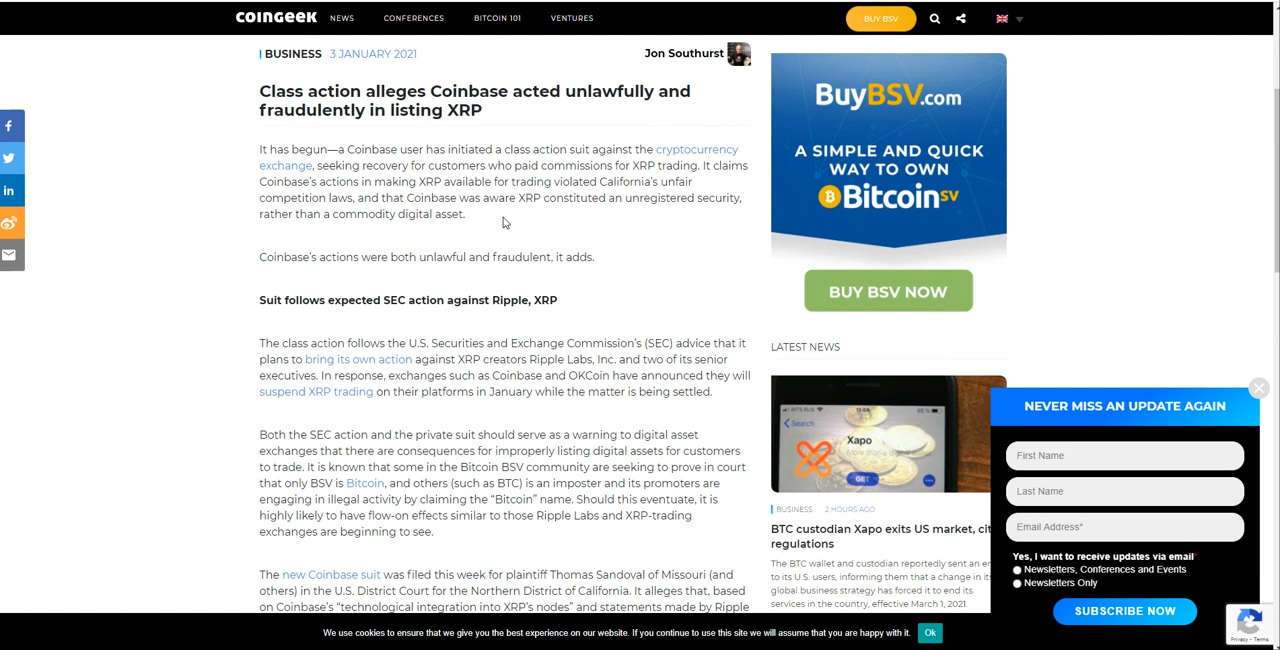 COINGEEK NEWS CONFERENCES BITCOIN 101 VENTURES BUY BSV
BUSINESS 3 JANUARY 2021 Jon Southurst
Class action alleges Coinbase acted unlawfully and
fraudulently in listing XRP
It has begun—a Coinbase user has initiated a class action suit against the cryptocurrency
exchange, seeking recovery for customers who paid commissions for XRP trading. It claims
Coinbase's actions in making XRP available for trading violated California's unfair
competition laws, and that Coinbase was aware XRP constituted an unregistered security,
rather than a commodity digital asset.
Coinbase's actions were both unlawful and fraudulent, it adds.
Suit follows expected SEC action against Ripple, XRP
The class action follows the U.S. Securities and Exchange Commission's (SEC) advice that it
plans to bring its own action against XRP creators Ripple Labs, Inc. and two of its senior
executives. In response, exchanges such as Coinbase and OKCoin have announced they will
suspend XRP trading on their platforms in January while the matter is being settled.
Both the SEC action and the private suit should serve as a warning to digital asset
exchanges that there are consequences for improperly listing digital assets for customers
to trade. It is known that some in the Bitcoin BSV community are seeking to prove in court
that only BSV is Bitcoin, and others (such as BTC) is an imposter and its promoters are
engaging in illegal activity by claiming the "Bitcoin" name. Should this eventuate, it is
highly likely to have flow-on effects similar to those Ripple Labs and XRP-trading
exchanges are beginning to see.
The new Coinbase suit was filed this week for plaintiff Thomas Sandoval of Missouri (and
others) in the U.S. District Court for the Northern District of California. It alleges that, based
on Coinbase's "technological integration into XRP's nodes" and statements made by Ripple
BuyBSV.com
A SIMPLE AND QUICK
WAY TO OWN
BitcoinSV
BUY BSV NOW
LATEST NEWS
Search
Xapo
GET
BUSINESS 2 HOURS AGO
BTC custodian Xapo exits US market, cit
regulations
The BTC wallet and custodian reportedly sent an en
to its U.S. users, informing them that a change in its
global business strategy has forced it to end its
services in the country, effective March 1, 2021.
NEVER MISS AN UPDATE AGAIN
First Name
Last Name
Email Address*
Yes, I want to receive updates via email*
Newsletters, Conferences and Events
Newsletters Only
SUBSCRIBE NOW
Privacy - Terms
We use cookies to ensure that we give you the best experience on our website. If you continue to use this site we will assume that you are happy with it. Ok